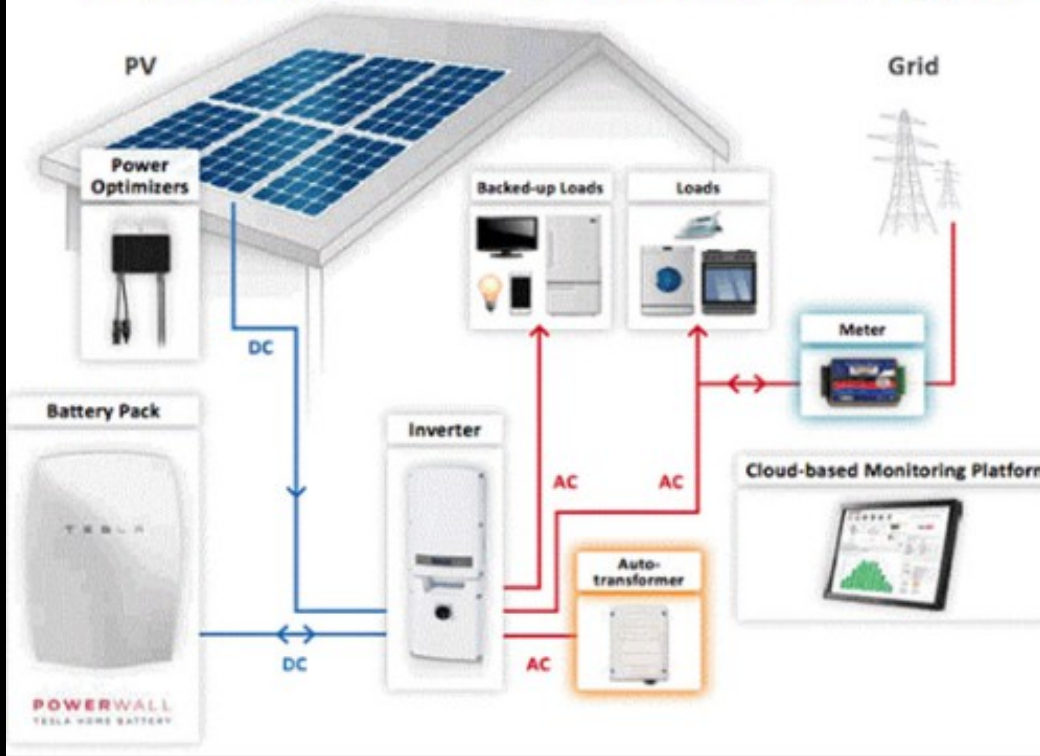 PV
Grid
Power
Optimizers
Backed-up Loads
Loads
DC
Meter
Battery Pack
Inverter
TESLA
AC
AC
Cloud-based Monitoring Platform
Auto-
transformer
DC
AC
POWERWALL
TESLA HOME BATTERY